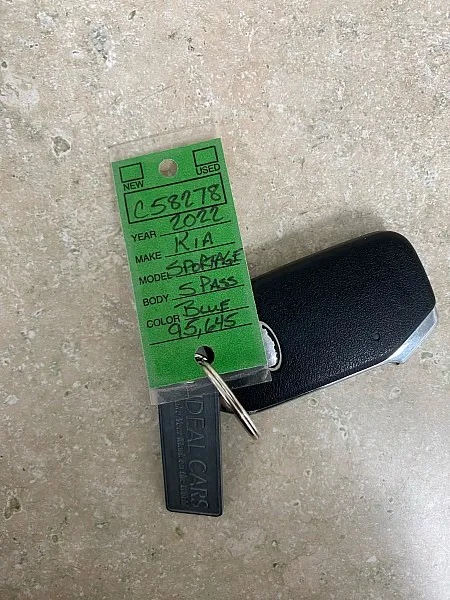 NEW USED
C58278
YEAR 2022
MAKE KIA
MODEL SPORTAGE
BODY 5 PASS
COLOR BLUE
95,645
DEAL CARS